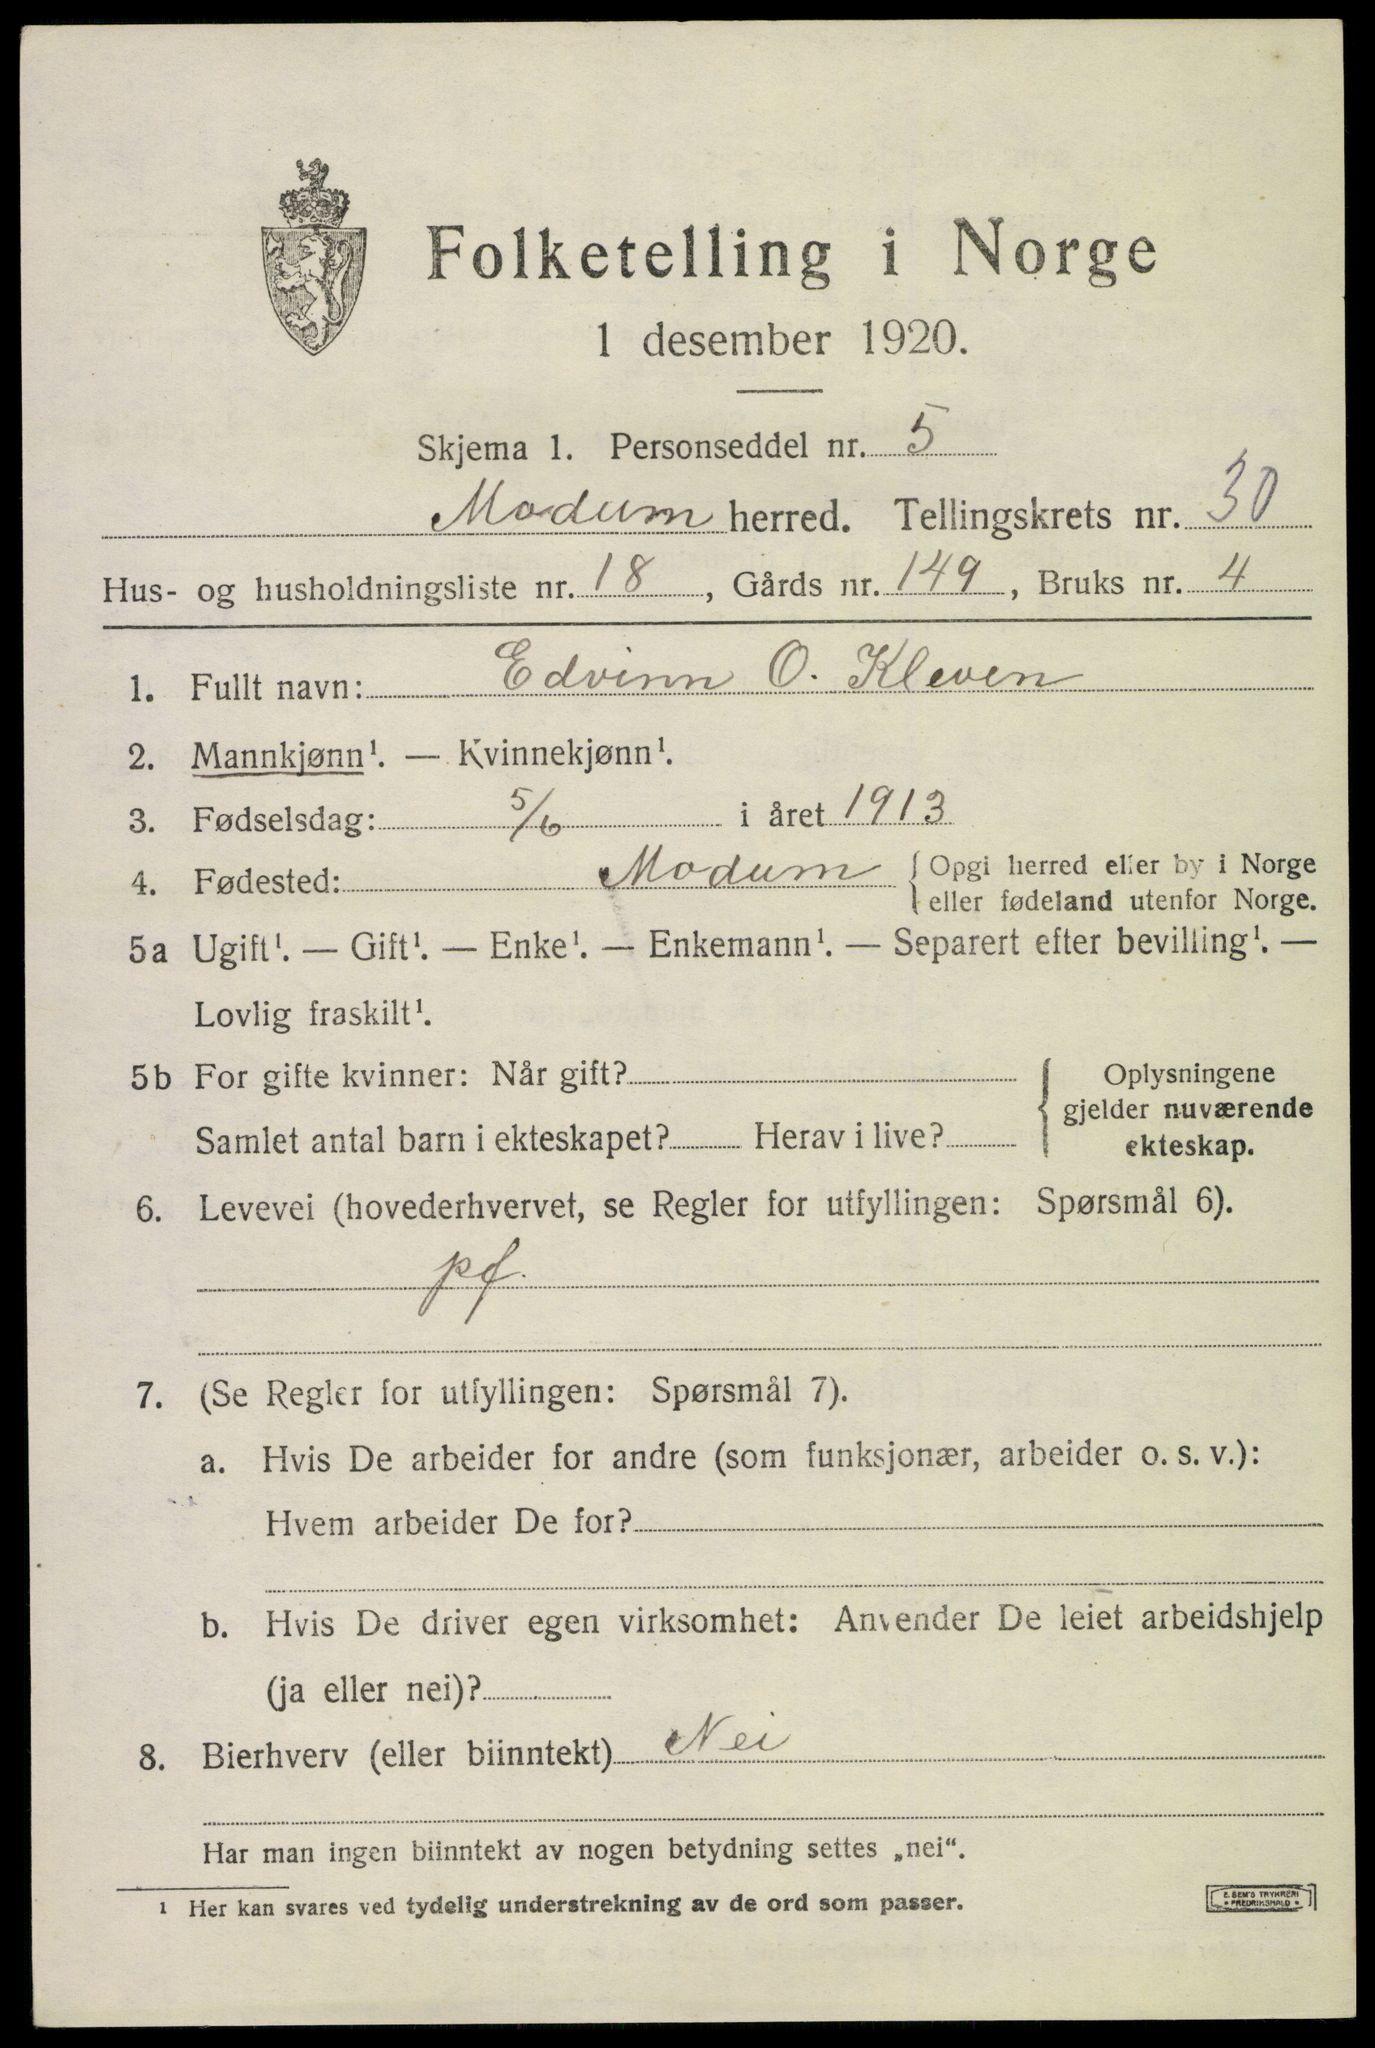 Folketelling i Norge
1 desember 1920.
Skjema 1. Personseddel nr. 5
Modum herred. Tellingskrets nr. 30
Hus- og husholdningsliste nr. 18, Gårds nr. 149, Bruks nr. 4
1. Fullt navn: Edvinn O. Kleven
2. Mannkjønn¹. — Kvinnekjønn¹.
3. Fødselsdag: 5/6 i året 1913
4. Fødested: Modum { Opgi herred eller by i Norge
eller fødeland utenfor Norge.
5a Ugift¹. — Gift¹. — Enke¹. — Enkemann¹. — Separert efter bevilling¹. —
Lovlig fraskilt¹.
5b For gifte kvinner: Når gift?
Samlet antal barn i ekteskapet? Herav i live?
Oplysningene
gjelder nuværende
ekteskap.
6. Levevei (hovederhvervet, se Regler for utfyllingen: Spørsmål 6).
pf.
7. (Se Regler for utfyllingen: Spørsmål 7).
a. Hvis De arbeider for andre (som funksjonær, arbeider o. s. v.):
Hvem arbeider De for?
b. Hvis De driver egen virksomhet: Anvender De leiet arbeidshjelp
(ja eller nei)?
8. Bierhverv (eller biinntekt) Nei
Har man ingen biinntekt av nogen betydning settes „nei“.
¹ Her kan svares ved tydelig understrekning av de ord som passer.
E. SEM'S TRYKKERI
• FREDRIKSHALD •